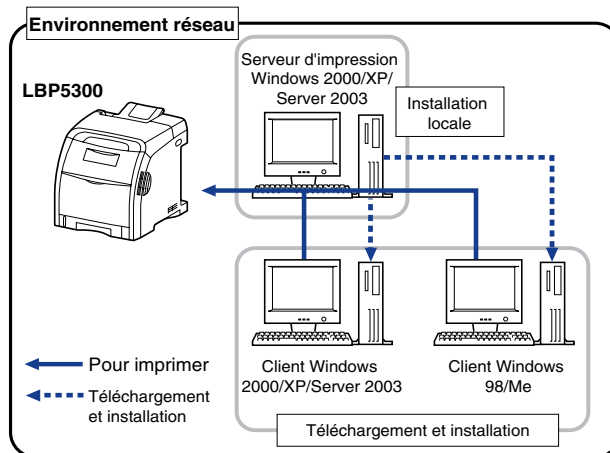 Environnement réseau
Serveur d'impression
Windows 2000/XP/
Server 2003
LBP5300
Installation
locale
Pour imprimer
Téléchargement
et installation
Client Windows
2000/XP/Server 2003
Client Windows
98/Me
Téléchargement et installation